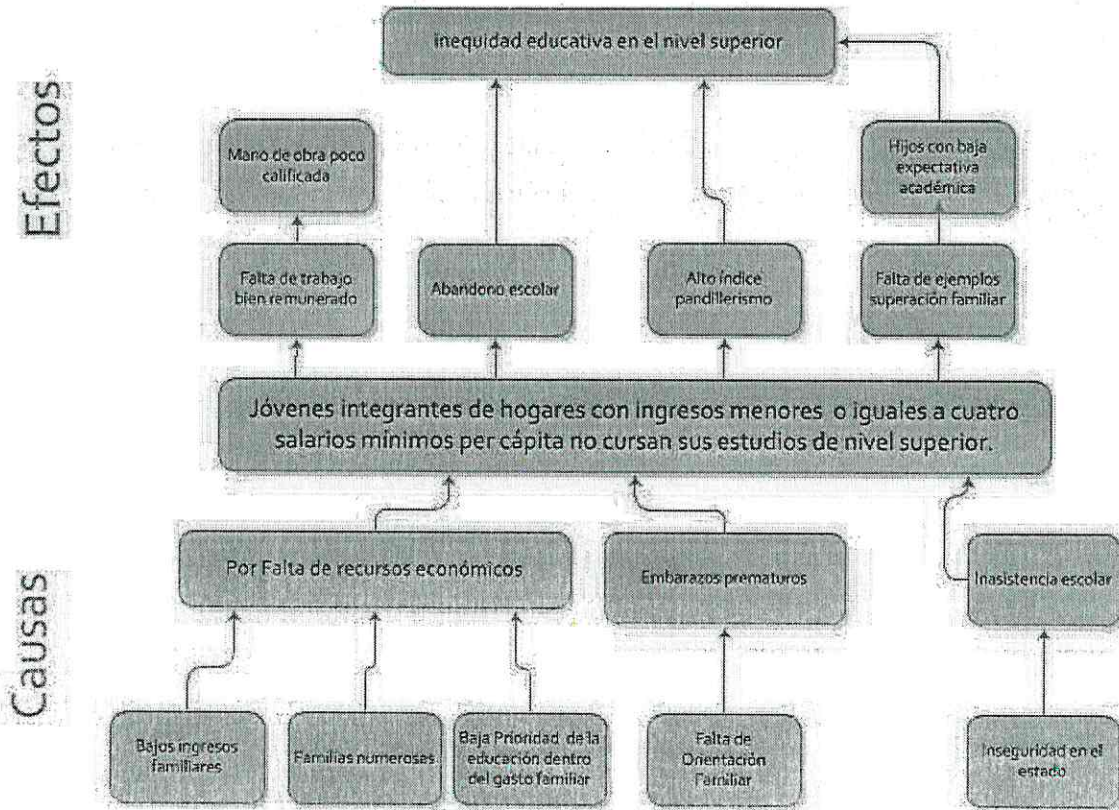 Efectos
inequidad educativa en el nivel superior
Mano de obra poco
calificada
Hijos con baja
expectativa
académica
Falta de trabajo
bien remunerado
Abandono escolar
Alto índice
pandillerismo
Falta de ejemplos
superación familiar
Jóvenes integrantes de hogares con ingresos menores o iguales a cuatro
salarios mínimos per cápita no cursan sus estudios de nivel superior.
Causas
Por Falta de recursos económicos
Embarazos prematuros
Inasistencia escolar
Bajos ingresos
familiares
Familias numerosas
Baja Prioridad de la
educación dentro
del gasto familiar
Falta de
Orientación
Familiar
Inseguridad en el
estado